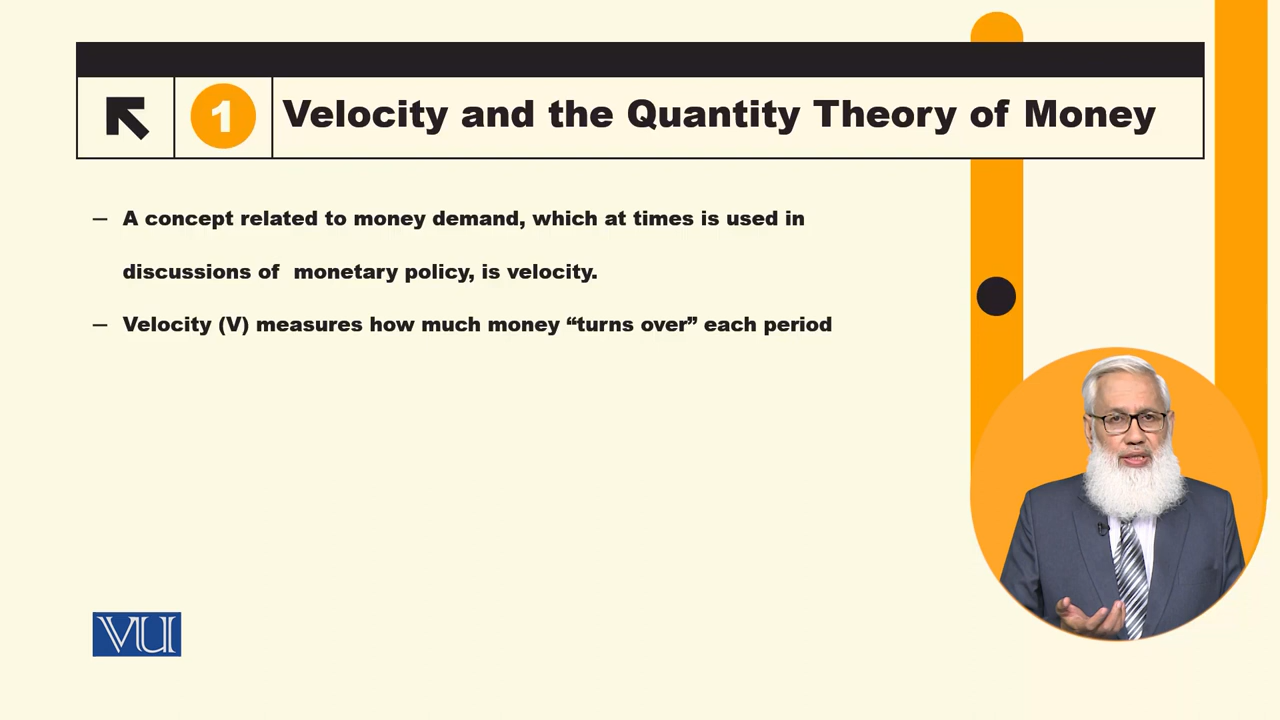 1
Velocity and the Quantity Theory of Money
— A concept related to money demand, which at times is used in
discussions of  monetary policy, is velocity.
— Velocity (V) measures how much money “turns over” each period
VU